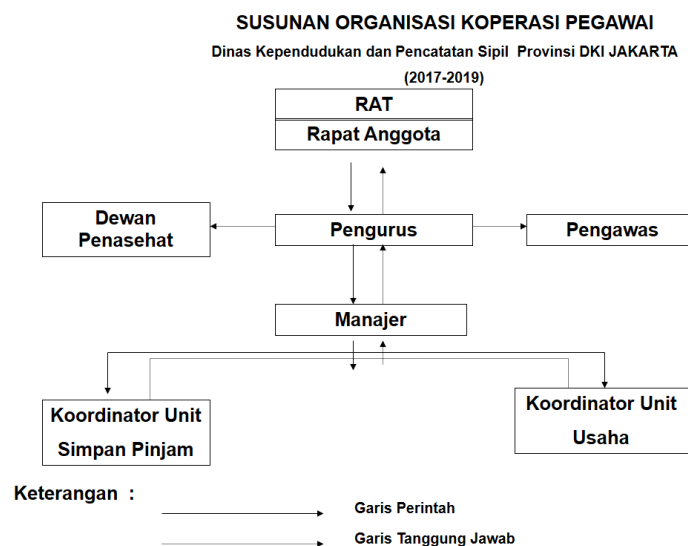 SUSUNAN ORGANISASI KOPERASI PEGAWAI
Dinas Kependudukan dan Pencatatan Sipil Provinsi DKI JAKARTA
(2017-2019)
RAT
Rapat Anggota
Dewan
Penasehat
Pengurus
Pengawas
Manajer
Koordinator Unit
Simpan Pinjam
Koordinator Unit
Usaha
Keterangan :
Garis Perintah
Garis Tanggung Jawab